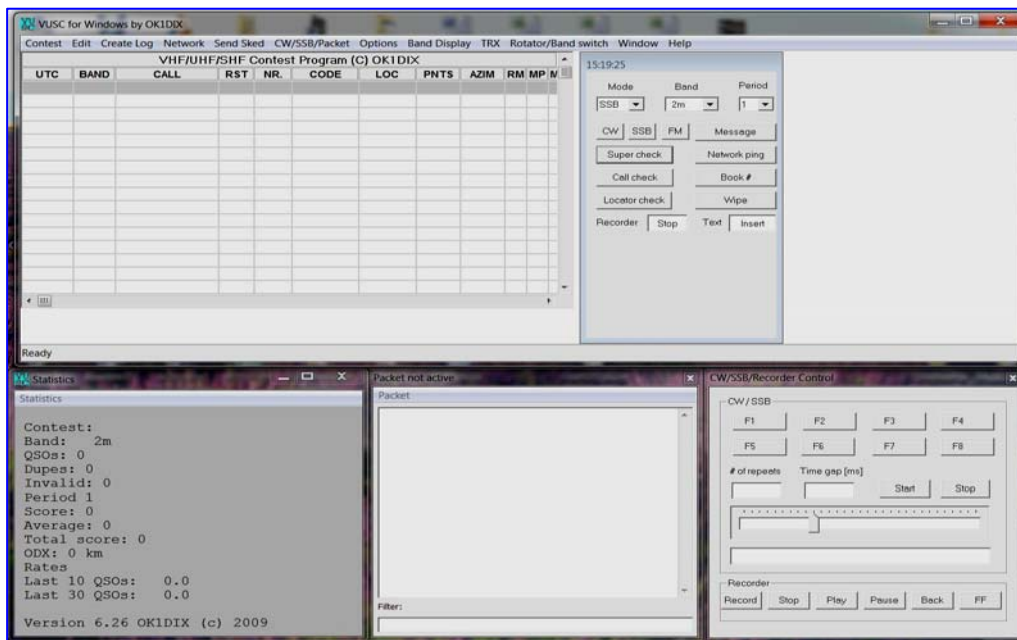 VUSC for Windows by OK1DIX
Contest Edit Create Log Network Send Sked CW/SSB/Packet Options Band Display TRX Rotator/Band switch Window Help
VHF/UHF/SHF Contest Program (C) OK1DIX
UTC BAND CALL RST NR. CODE LOC PNTS AZIM RM MP M
15:19:25
Mode Band Period
SSB 2m 1
CW SSB FM Message
Super check Network ping
Call check Book #
Locator check Wipe
Recorder Stop Text Insert
Ready
Statistics
Statistics
Contest:
Band: 2m
QSOs: 0
Dupes: 0
Invalid: 0
Period 1
Score: 0
Average: 0
Total score: 0
ODX: 0 km
Rates
Last 10 QSOs: 0.0
Last 30 QSOs: 0.0
Version 6.26 OK1DIX (c) 2009
Packet not active
Packet
Filter:
CW/SSB/Recorder Control
CW/SSB
F1 F2 F3 F4
F5 F6 F7 F8
# of repeats Time gap [ms]
Start Stop
Recorder
Record Stop Play Pause Back FF